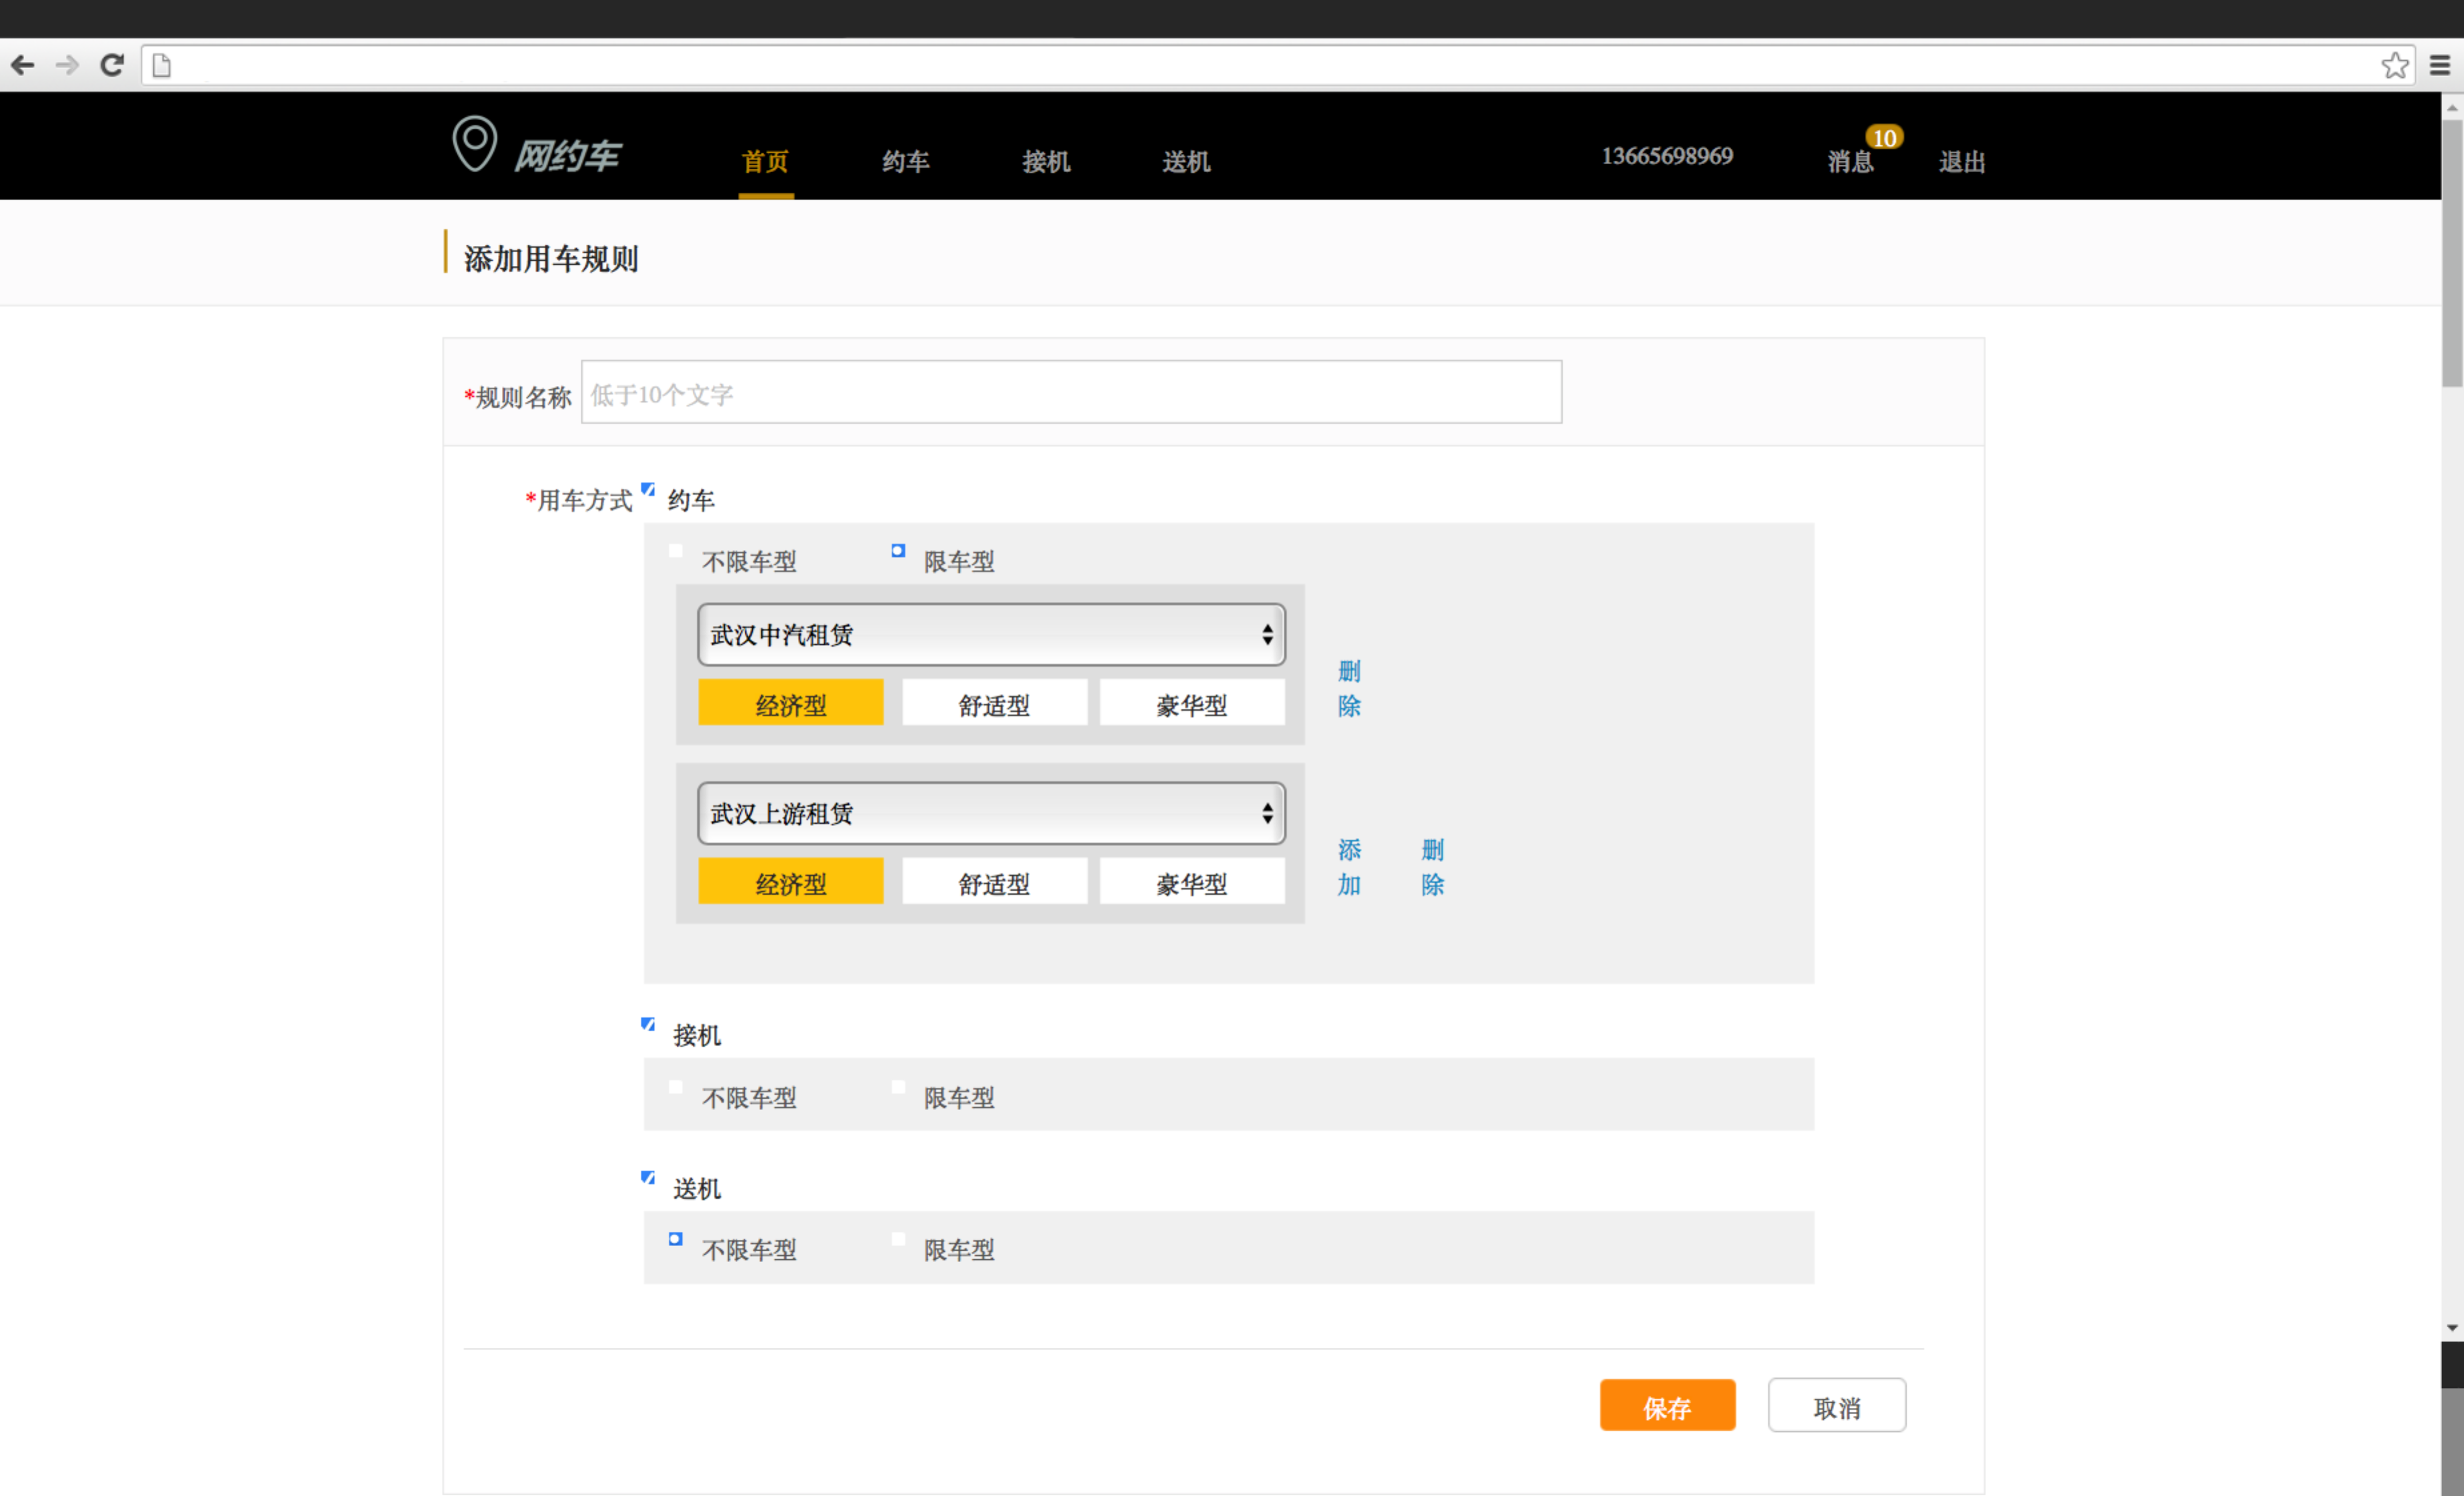 网约车 首页 约车 接机 送机 13665698969 消息 10 退出
添加用车规则
*规则名称 低于10个文字
*用车方式 约车
不限车型 限车型
武汉中汽租赁
经济型 舒适型 豪华型
删除
武汉上游租赁
经济型 舒适型 豪华型
添加 删除
接机
不限车型 限车型
送机
不限车型 限车型
保存 取消